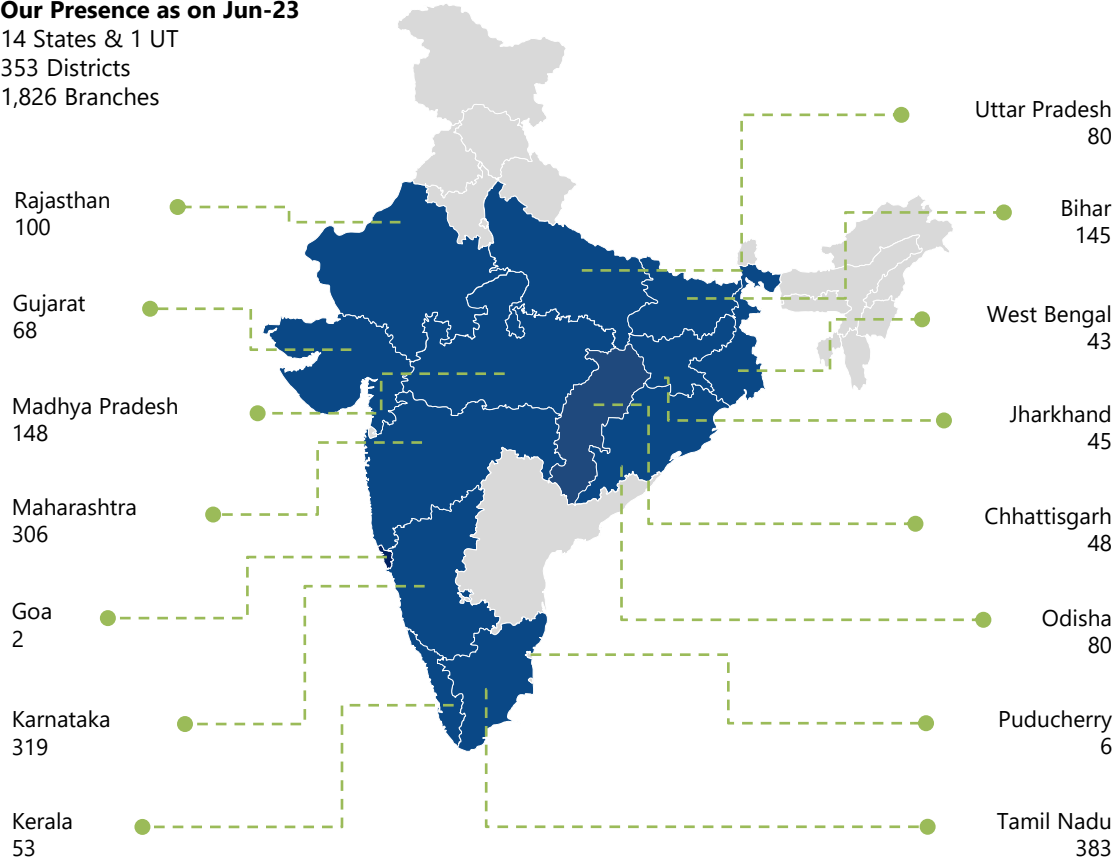 Our Presence as on Jun-23
14 States & 1 UT
353 Districts
1,826 Branches
Rajasthan
100
Gujarat
68
Madhya Pradesh
148
Maharashtra
306
Goa
2
Karnataka
319
Kerala
53
Uttar Pradesh
80
Bihar
145
West Bengal
43
Jharkhand
45
Chhattisgarh
48
Odisha
80
Puducherry
6
Tamil Nadu
383